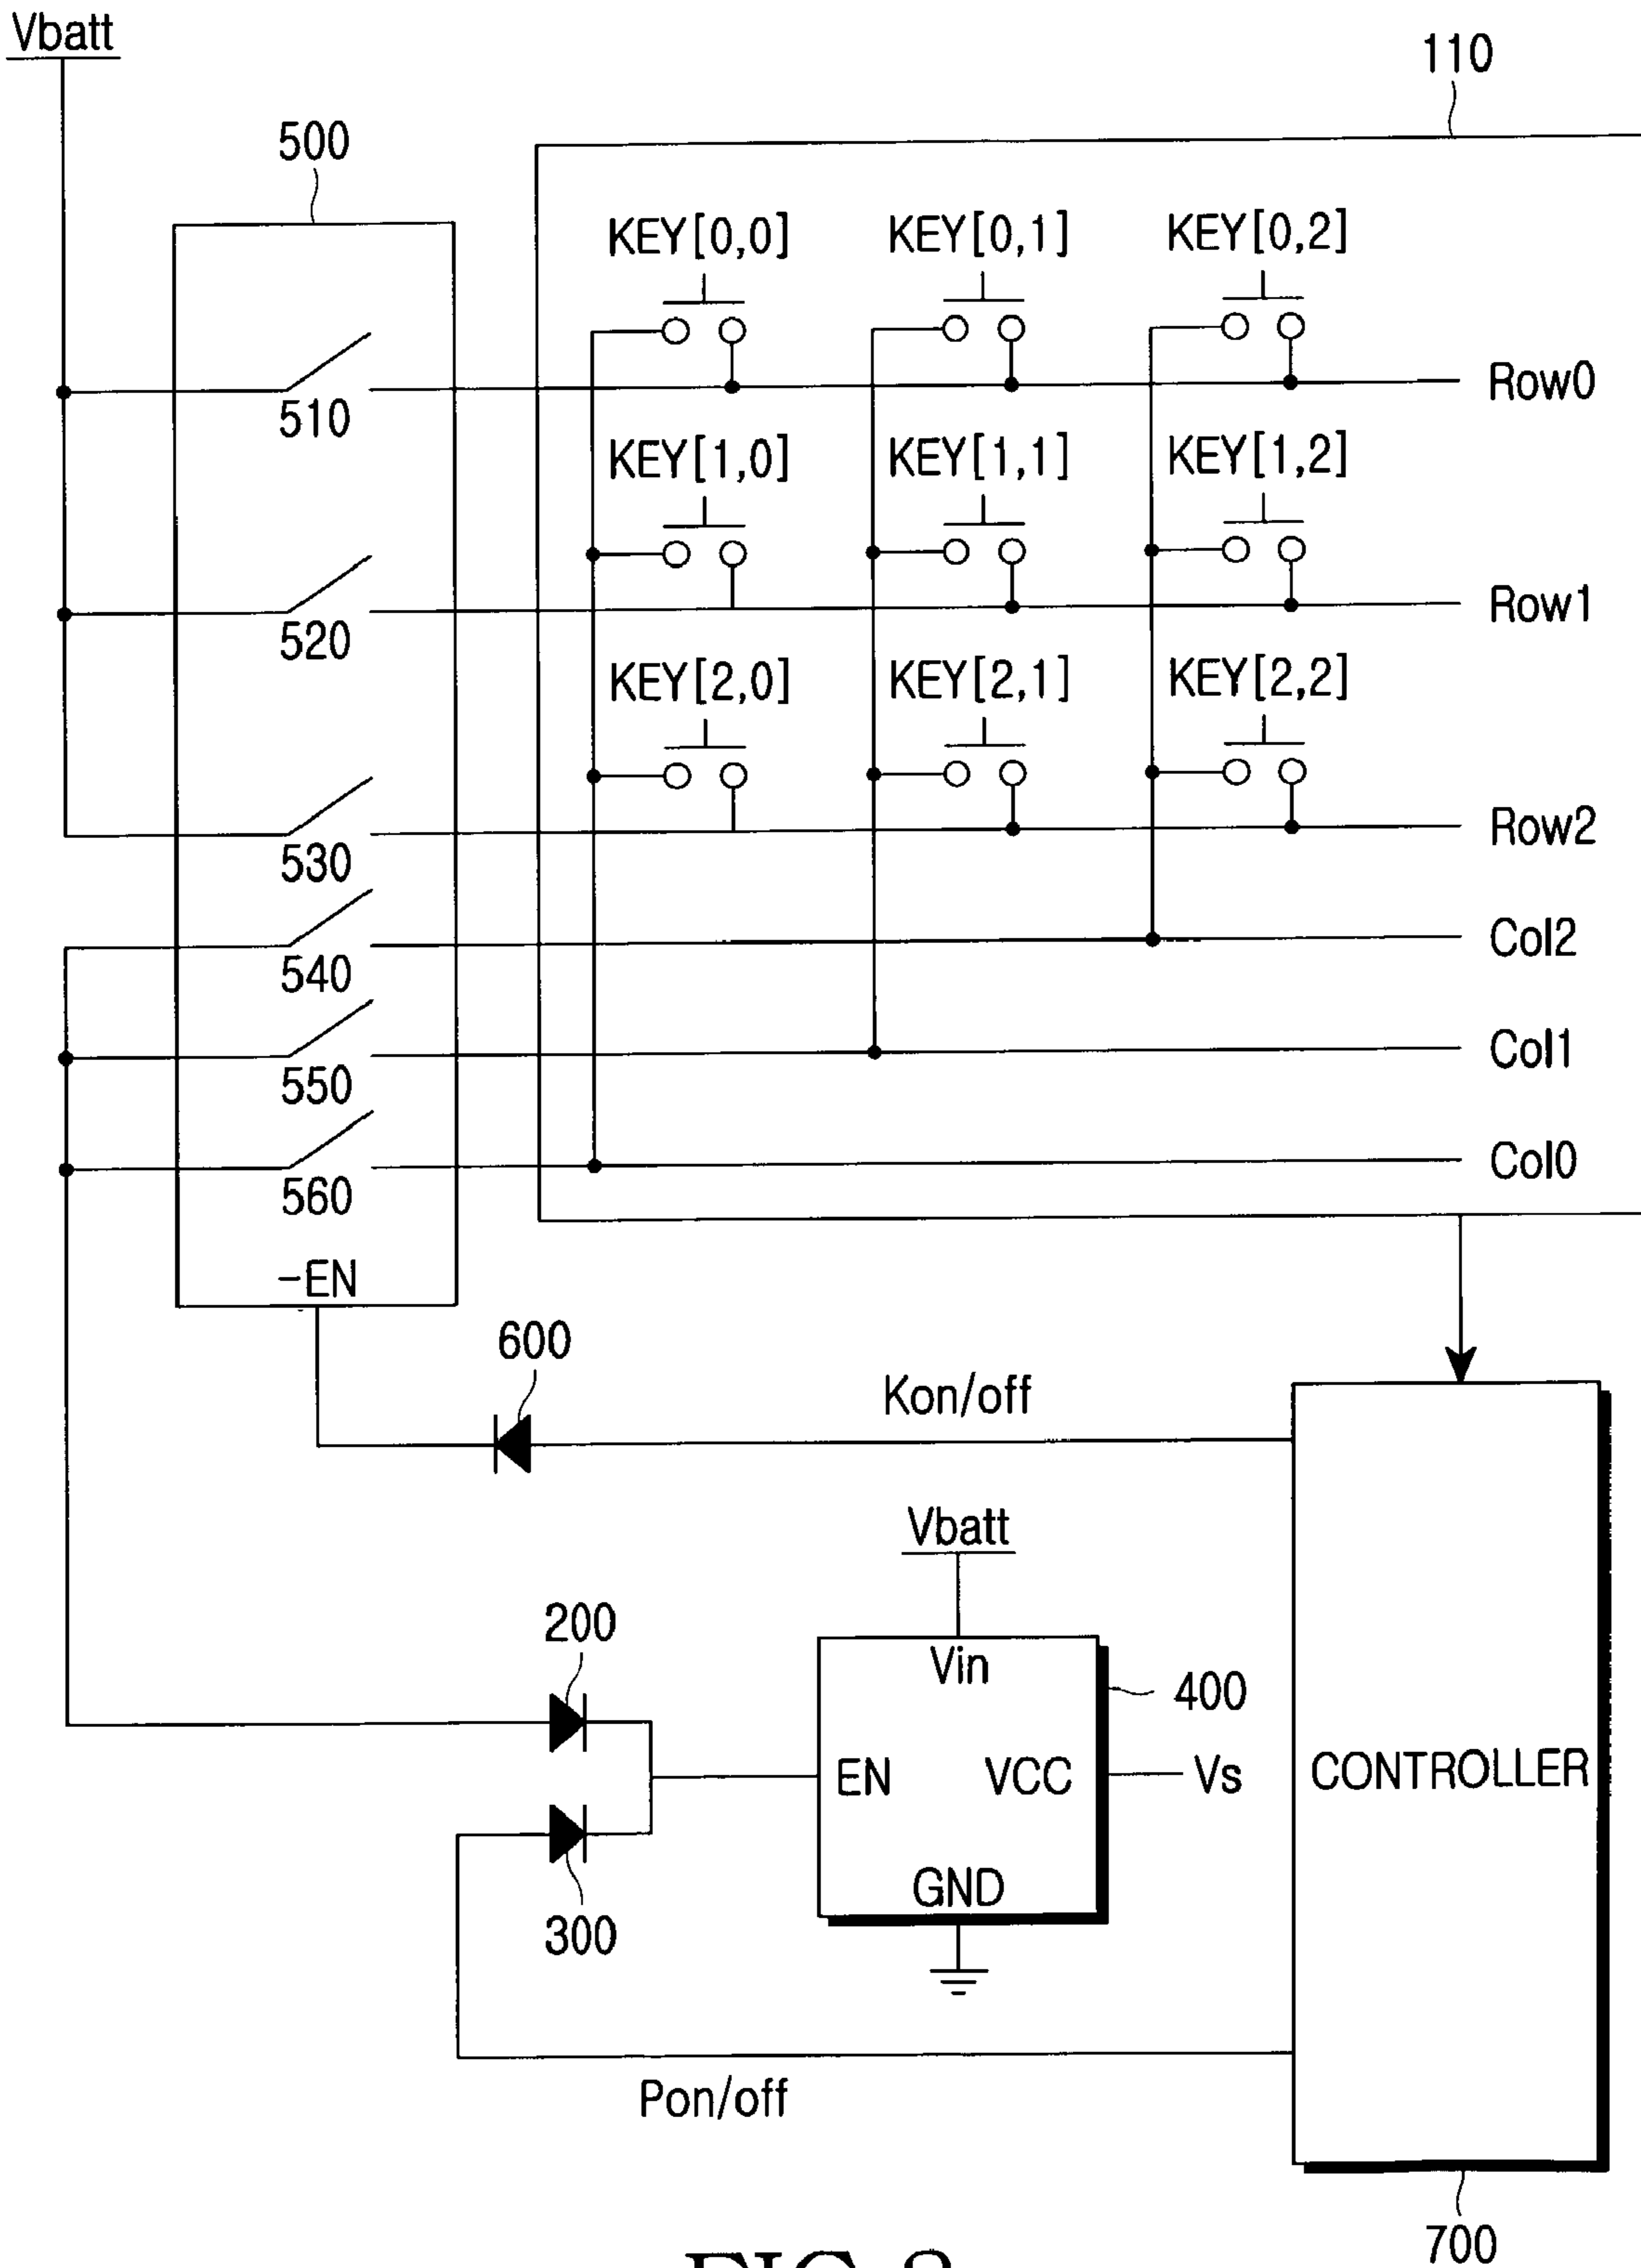 Vbatt
110
500
KEY[0,0] KEY[0,1] KEY[0,2]
510
Row0
KEY[1,0] KEY[1,1] KEY[1,2]
520
Row1
KEY[2,0] KEY[2,1] KEY[2,2]
530
Row2
540
Col2
550
Col1
560
Col0
-EN
600
Kon/off
Vbatt
200
Vin
400
EN VCC
Vs
CONTROLLER
GND
300
Pon/off
700